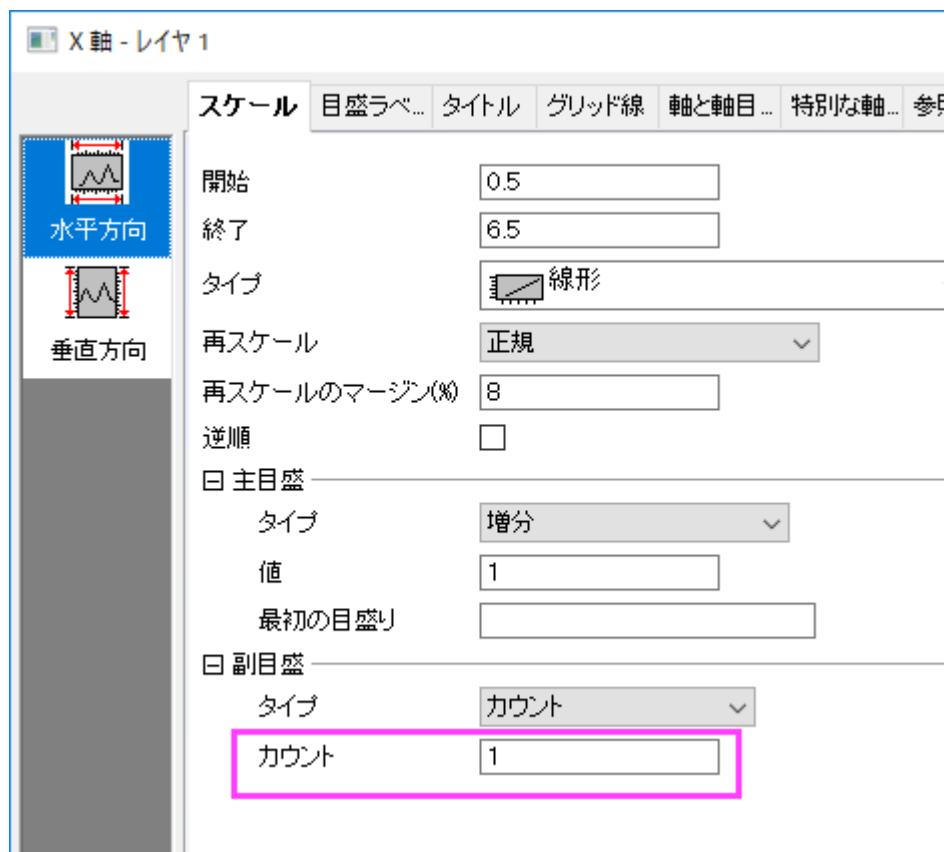 X 軸 - レイヤ 1
スケール 目盛ラベ... タイトル グリッド線 軸と軸目 ... 特別な軸... 参照
水平方向
垂直方向
開始 0.5
終了 6.5
タイプ 線形
再スケール 正規
再スケールのマージン(%) 8
逆順
主目盛
タイプ 増分
値 1
最初の目盛り
副目盛
タイプ カウント
カウント 1